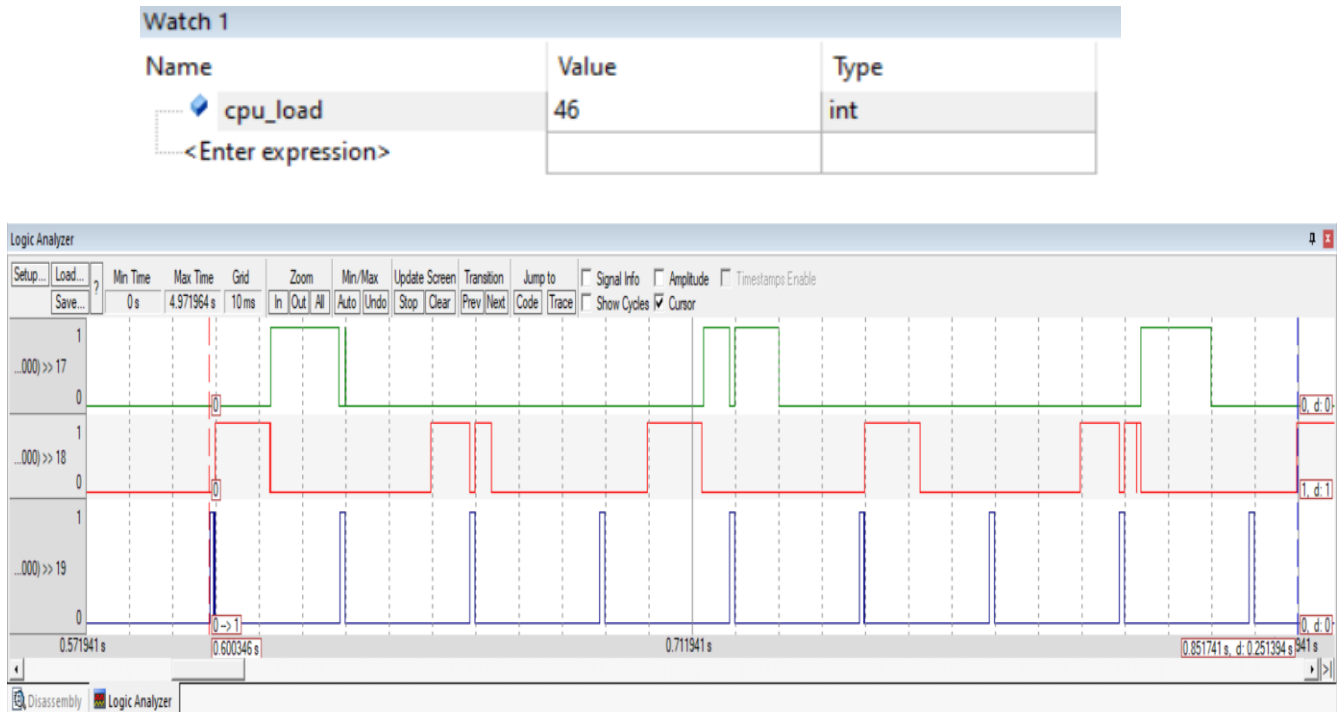 Watch 1
Name Value Type
cpu_load 46 int
<Enter expression>
Logic Analyzer
Setup... Load... ? Min Time Max Time Grid Zoom Min/Max Update Screen Transition Jump to Signal Info Amplitude Timestamps Enable
Save... 0 s 4.971964 s 10 ms In Out All Auto Undo Stop Clear Prev Next Code Trace Show Cycles Cursor
1
...000) >> 17
0 0 0, d: 0
1
...000) >> 18
0 0 1, d: 1
1
...000) >> 19
0 0 --> 1 0, d: 0
0.571941 s 0.600346 s 0.711941 s 0.851741 s, d: 0.251394 s 941 s
Disassembly Logic Analyzer